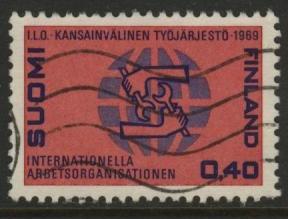 I.L.O. - KANSAINVÄLINEN TYÖJÄRJESTÖ - 1969
SUOMI
FINLAND
INTERNATIONELLA
ARBETSORGANISATIONEN
0,40